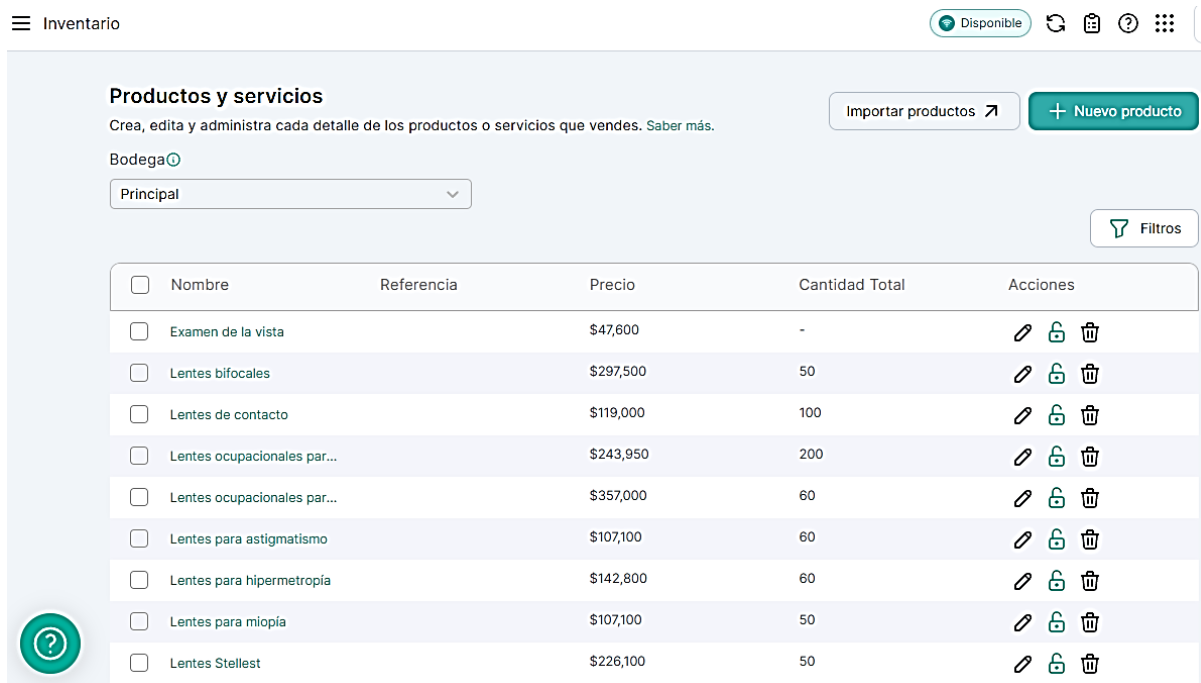 Inventario
Disponible
Productos y servicios
Crea, edita y administra cada detalle de los productos o servicios que vendes. Saber más.
Importar productos
Nuevo producto
Bodega
Principal
Filtros
Nombre Referencia Precio Cantidad Total Acciones
Examen de la vista $47,600 -
Lentes bifocales $297,500 50
Lentes de contacto $119,000 100
Lentes ocupacionales par... $243,950 200
Lentes ocupacionales par... $357,000 60
Lentes para astigmatismo $107,100 60
Lentes para hipermetropía $142,800 60
Lentes para miopía $107,100 50
Lentes Stellest $226,100 50